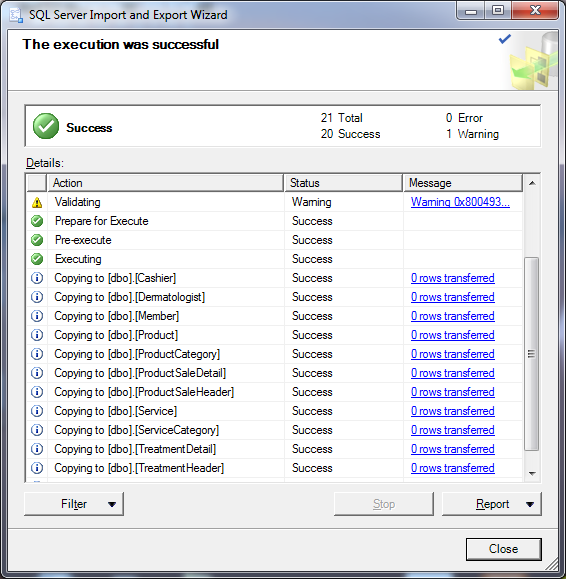 SQL Server Import and Export Wizard
The execution was successful
Success
21 Total 0 Error
20 Success 1 Warning
Details:
Action Status Message
Validating Warning Warning 0x800493...
Prepare for Execute Success
Pre-execute Success
Executing Success
Copying to [dbo].[Cashier] Success 0 rows transferred
Copying to [dbo].[Dermatologist] Success 0 rows transferred
Copying to [dbo].[Member] Success 0 rows transferred
Copying to [dbo].[Product] Success 0 rows transferred
Copying to [dbo].[ProductCategory] Success 0 rows transferred
Copying to [dbo].[ProductSaleDetail] Success 0 rows transferred
Copying to [dbo].[ProductSaleHeader] Success 0 rows transferred
Copying to [dbo].[Service] Success 0 rows transferred
Copying to [dbo].[ServiceCategory] Success 0 rows transferred
Copying to [dbo].[TreatmentDetail] Success 0 rows transferred
Copying to [dbo].[TreatmentHeader] Success 0 rows transferred
Filter Stop Report
Close